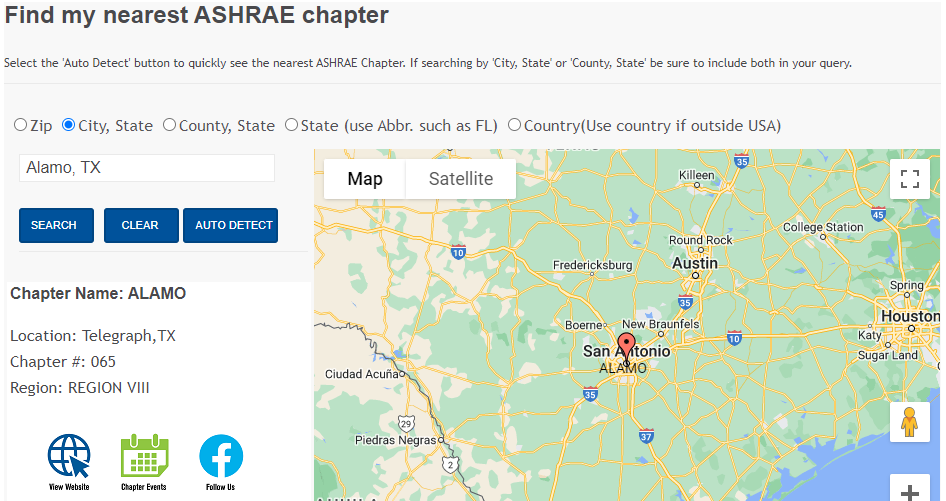 Find my nearest ASHRAE chapter
Select the 'Auto Detect' button to quickly see the nearest ASHRAE Chapter. If searching by 'City, State' or 'County, State' be sure to include both in your query.
Zip City, State County, State State (use Abbr. such as FL) Country(Use country if outside USA)
Alamo, TX
SEARCH CLEAR AUTO DETECT
Chapter Name: ALAMO
Location: Telegraph,TX
Chapter #: 065
Region: REGION VIII
View Website Chapter Events Follow Us
Map Satellite
35
Killeen
45
College Station
Round Rock
10
Fredericksburg
Austin
Spring
35
Houston
Boerne
New Braunfels
10
Katy
San Antonio
Sugar Land
ALAMO
Ciudad Acuña
35
29
37
Piedras Negras
2